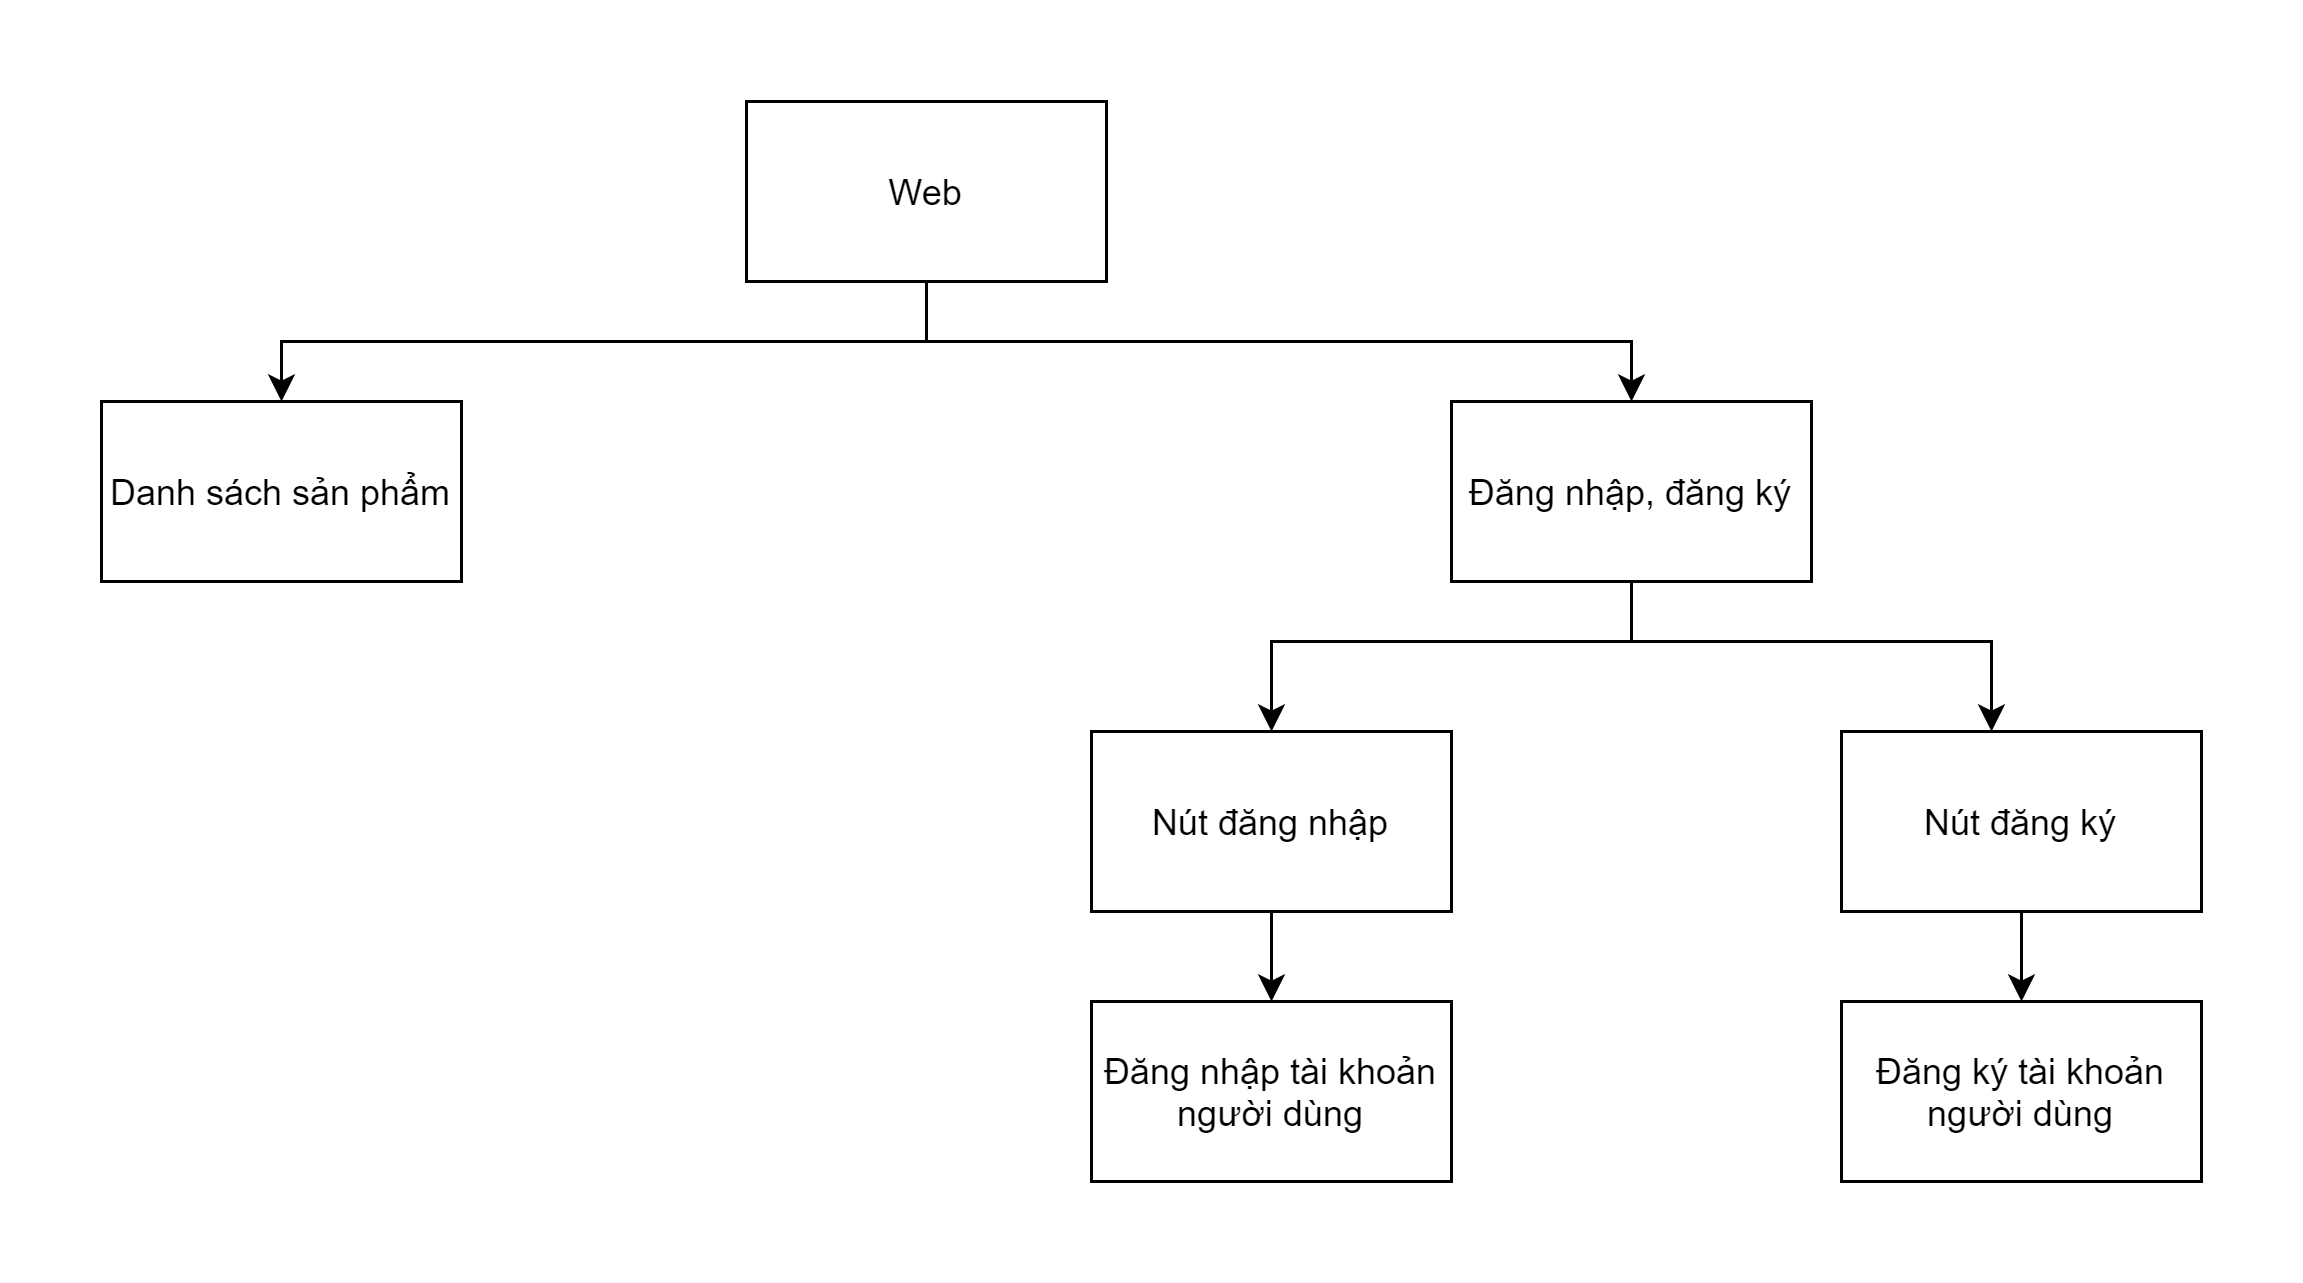 Web
Danh sách sản phẩm
Đăng nhập, đăng ký
Nút đăng nhập
Nút đăng ký
Đăng nhập tài khoản
người dùng
Đăng ký tài khoản
người dùng